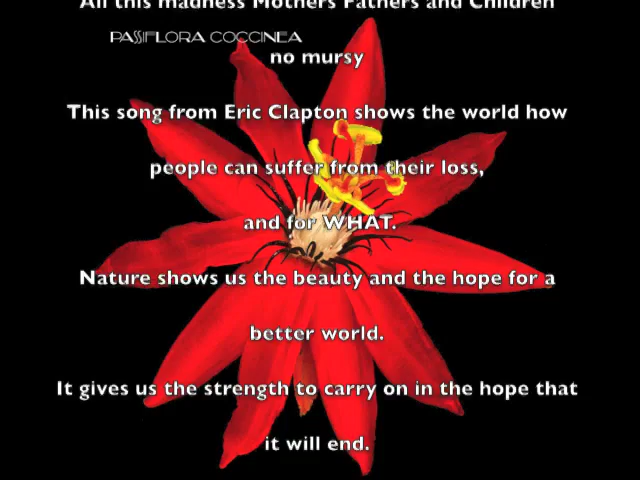 All this madness Mothers Fathers and Children
PASSIFLORA COCCINEA
no mursy
This song from Eric Clapton shows the world how
people can suffer from their loss,
and for WHAT.
Nature shows us the beauty and the hope for a
better world.
It gives us the strength to carry on in the hope that
it will end.